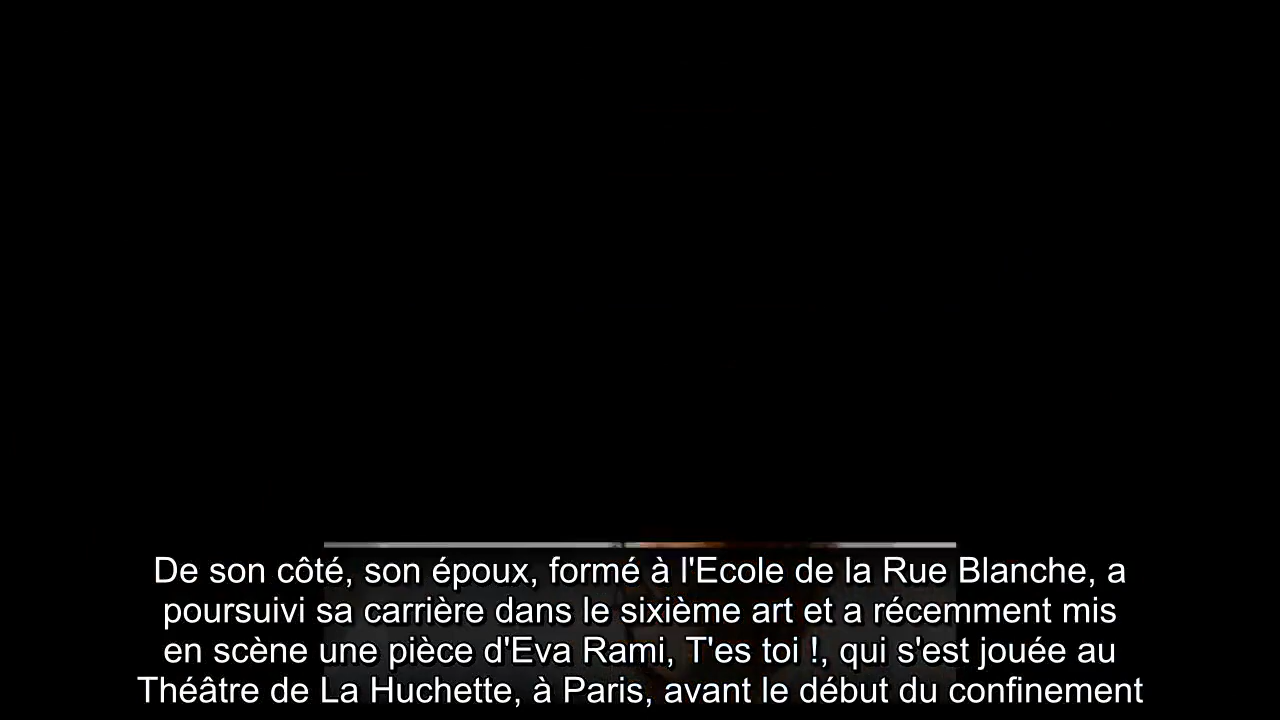 De son côté, son époux, formé à l'Ecole de la Rue Blanche, a
poursuivi sa carrière dans le sixième art et a récemment mis
en scène une pièce d'Eva Rami, T'es toi !, qui s'est jouée au
Théâtre de La Huchette, à Paris, avant le début du confinement